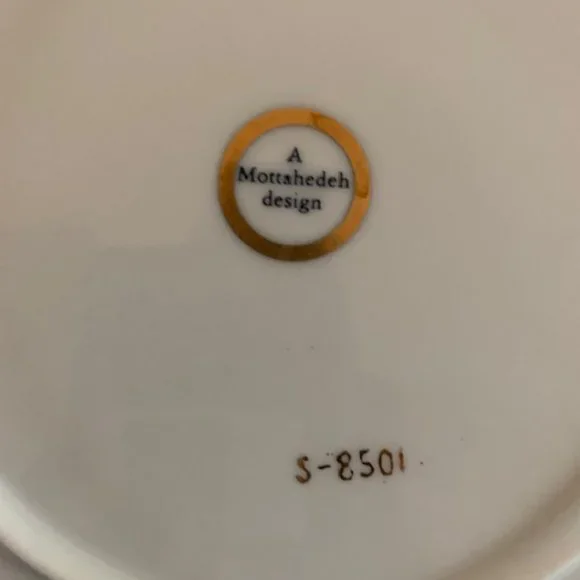 A
Mottahedeh
design
S-8501